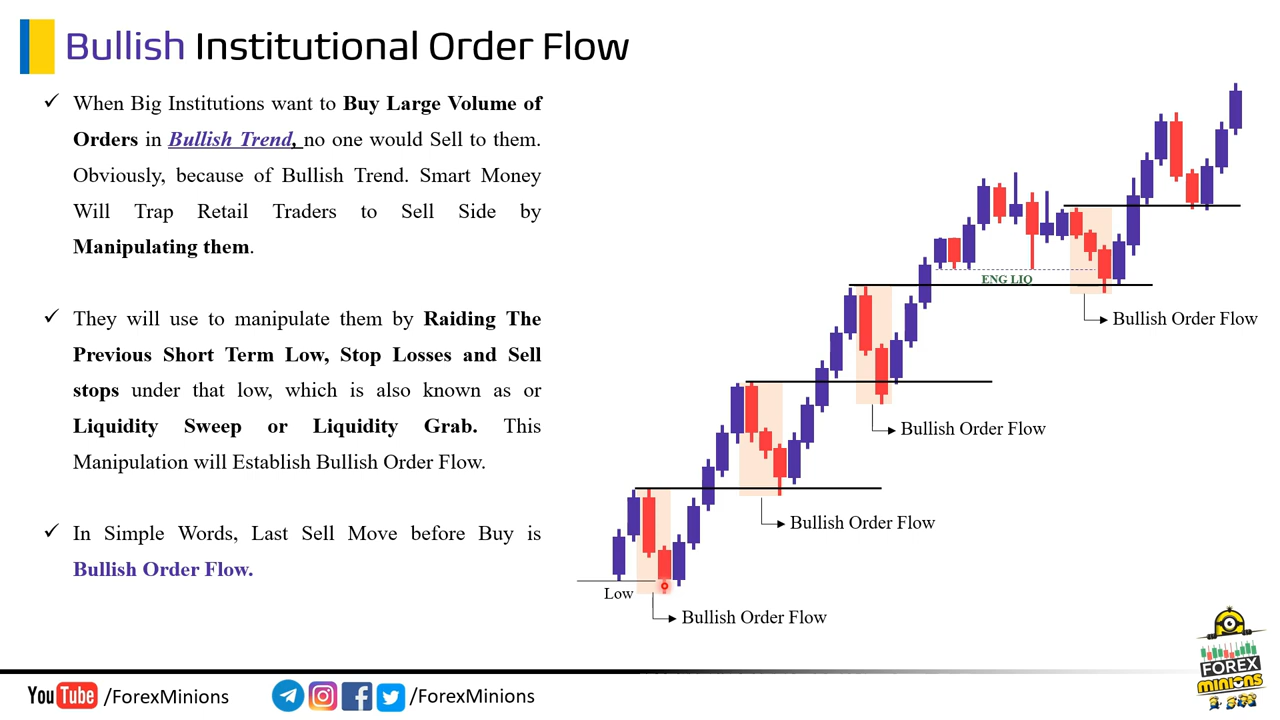 Bullish Institutional Order Flow
When Big Institutions want to Buy Large Volume of
Orders in Bullish Trend, no one would Sell to them.
Obviously, because of Bullish Trend. Smart Money
Will Trap Retail Traders to Sell Side by
Manipulating them.
They will use to manipulate them by Raiding The
Previous Short Term Low, Stop Losses and Sell
stops under that low, which is also known as or
Liquidity Sweep or Liquidity Grab. This
Manipulation will Establish Bullish Order Flow.
In Simple Words, Last Sell Move before Buy is
Bullish Order Flow.
ENG LIQ
Bullish Order Flow
Bullish Order Flow
Bullish Order Flow
Low
Bullish Order Flow
YouTube /ForexMinions
/ForexMinions
FOREX
minions